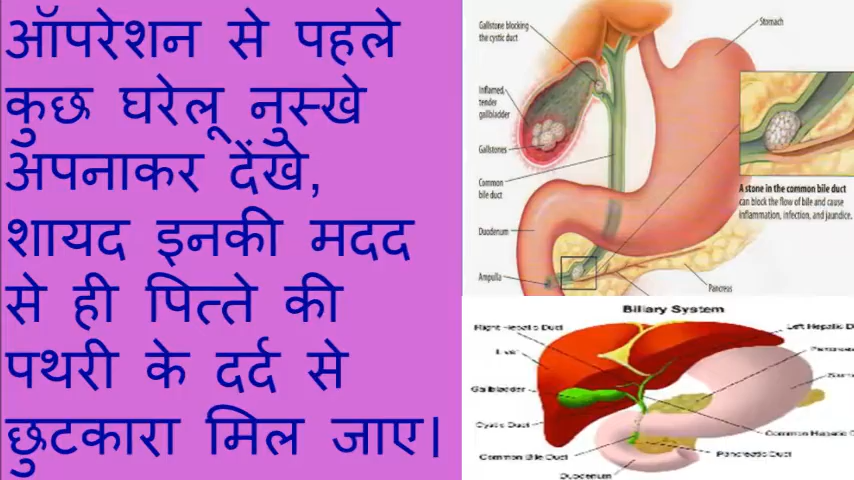 ऑपरेशन से पहले
कुछ घरेलू नुस्खे
अपनाकर देंखे,
शायद इनकी मदद
से ही पित्ते की
पथरी के दर्द से
छुटकारा मिल जाए।
Gallstone blocking
the cystic duct
Stomach
Inflamed,
tender
gallbladder
Gallstones
Common
bile duct
A stone in the common bile duct
can block the flow of bile and cause
inflammation, infection, and jaundice.
Duodenum
Ampulla
Pancreas
Biliary System
Right Hepatic Duct
Left Hepatic D
Liver
Gallbladder
Cystic Duct
Common Hepatic
Common Bile Duct
Pancreatic Duct
Duodenum